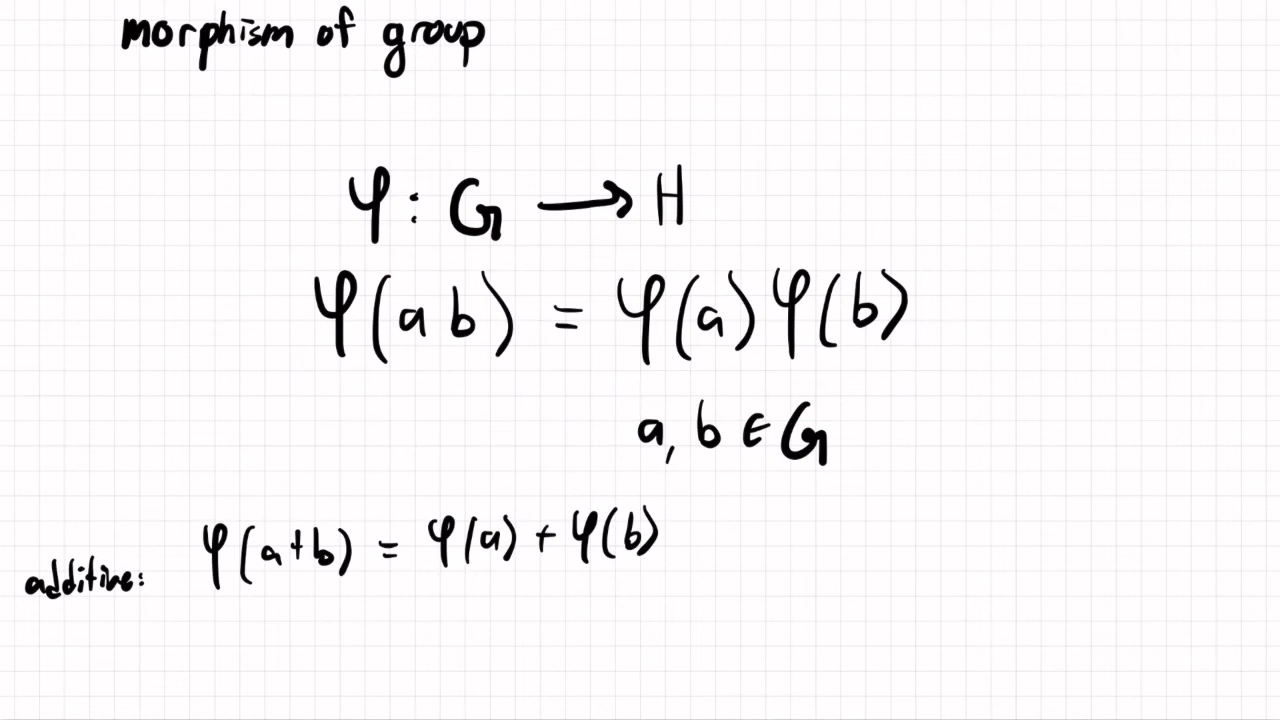 morphism of group
φ : G → H
φ(ab) = φ(a)φ(b)
a, b ∈ G
additive: φ(a+b) = φ(a) + φ(b)